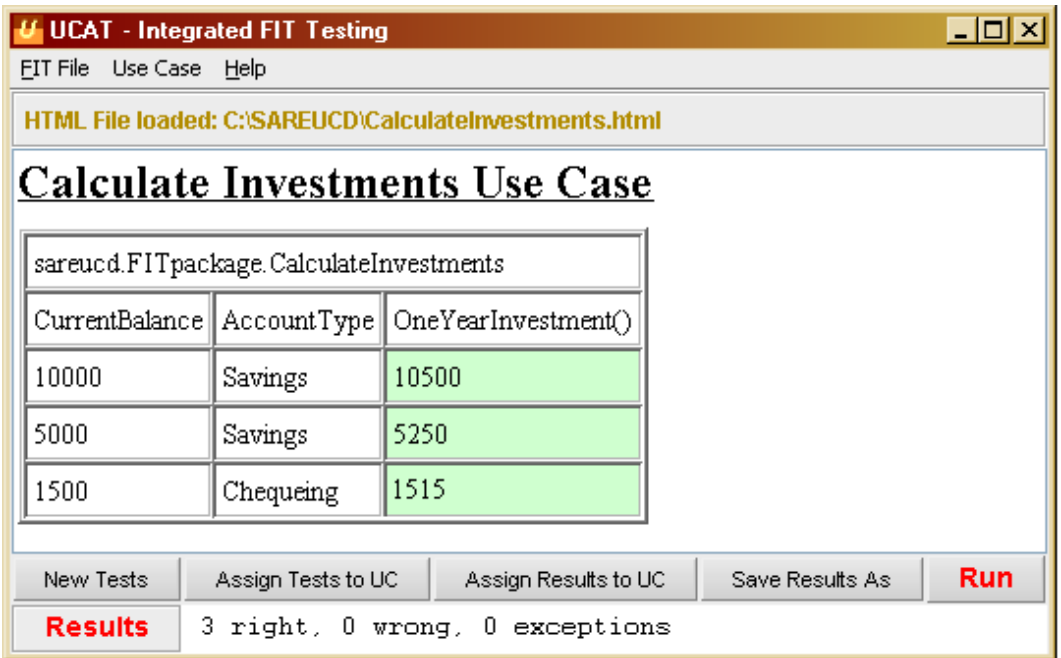 UCAT - Integrated FIT Testing
FIT File Use Case Help
HTML File loaded: C:\SAREUCD\CalculateInvestments.html
Calculate Investments Use Case
sareucd.FITpackage.CalculateInvestments
CurrentBalance AccountType OneYearInvestment()
10000 Savings 10500
5000 Savings 5250
1500 Chequeing 1515
New Tests Assign Tests to UC Assign Results to UC Save Results As Run
Results 3 right, 0 wrong, 0 exceptions